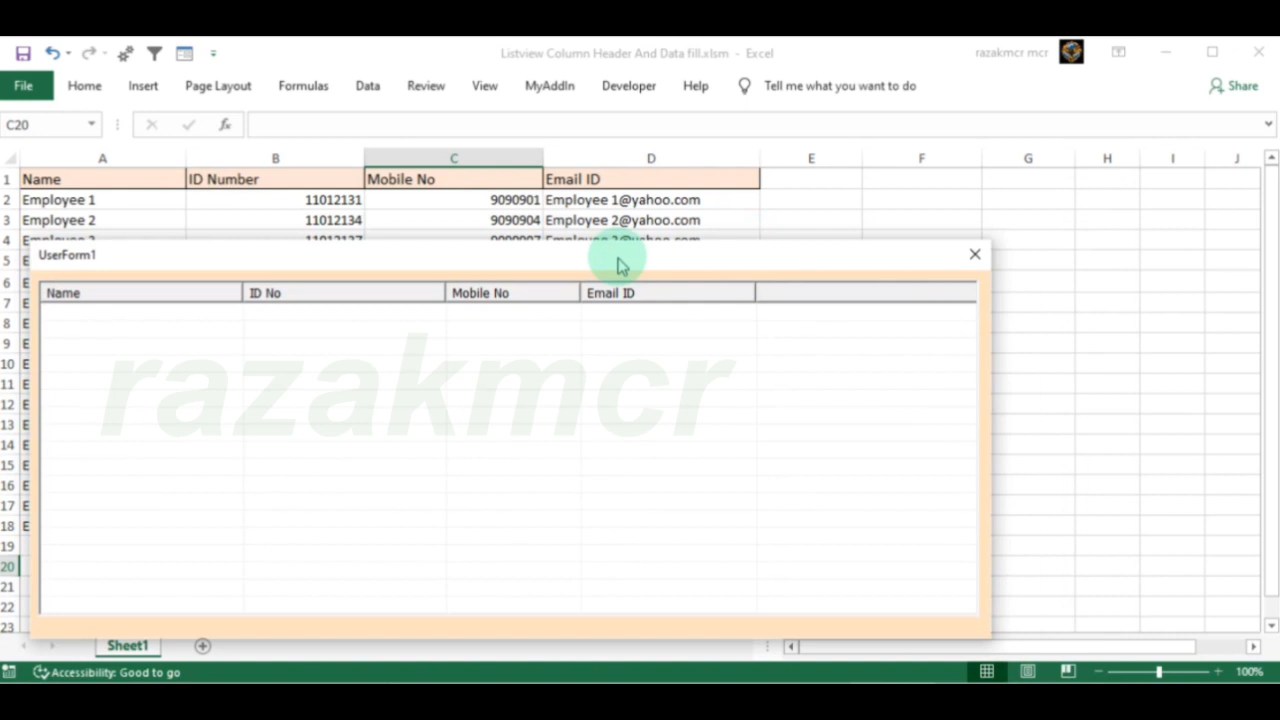 Listview Column Header And Data fill.xlsm - Excel
razakmcr mcr
File Home Insert Page Layout Formulas Data Review View MyAddIn Developer Help Tell me what you want to do Share
C20 fx
A B C D E F G H I J
1 Name ID Number Mobile No Email ID
2 Employee 1 11012131 9090901 Employee 1@yahoo.com
3 Employee 2 11012134 9090904 Employee 2@yahoo.com
4
UserForm1
5 E
Name ID No Mobile No Email ID
6 E
7 E
8 E
9 E
10 E
11 E
razakmcr
12 E
13 E
14 E
15 E
16 E
17 E
18 E
19
20
21
22
23
Sheet1
Accessibility: Good to go 100%